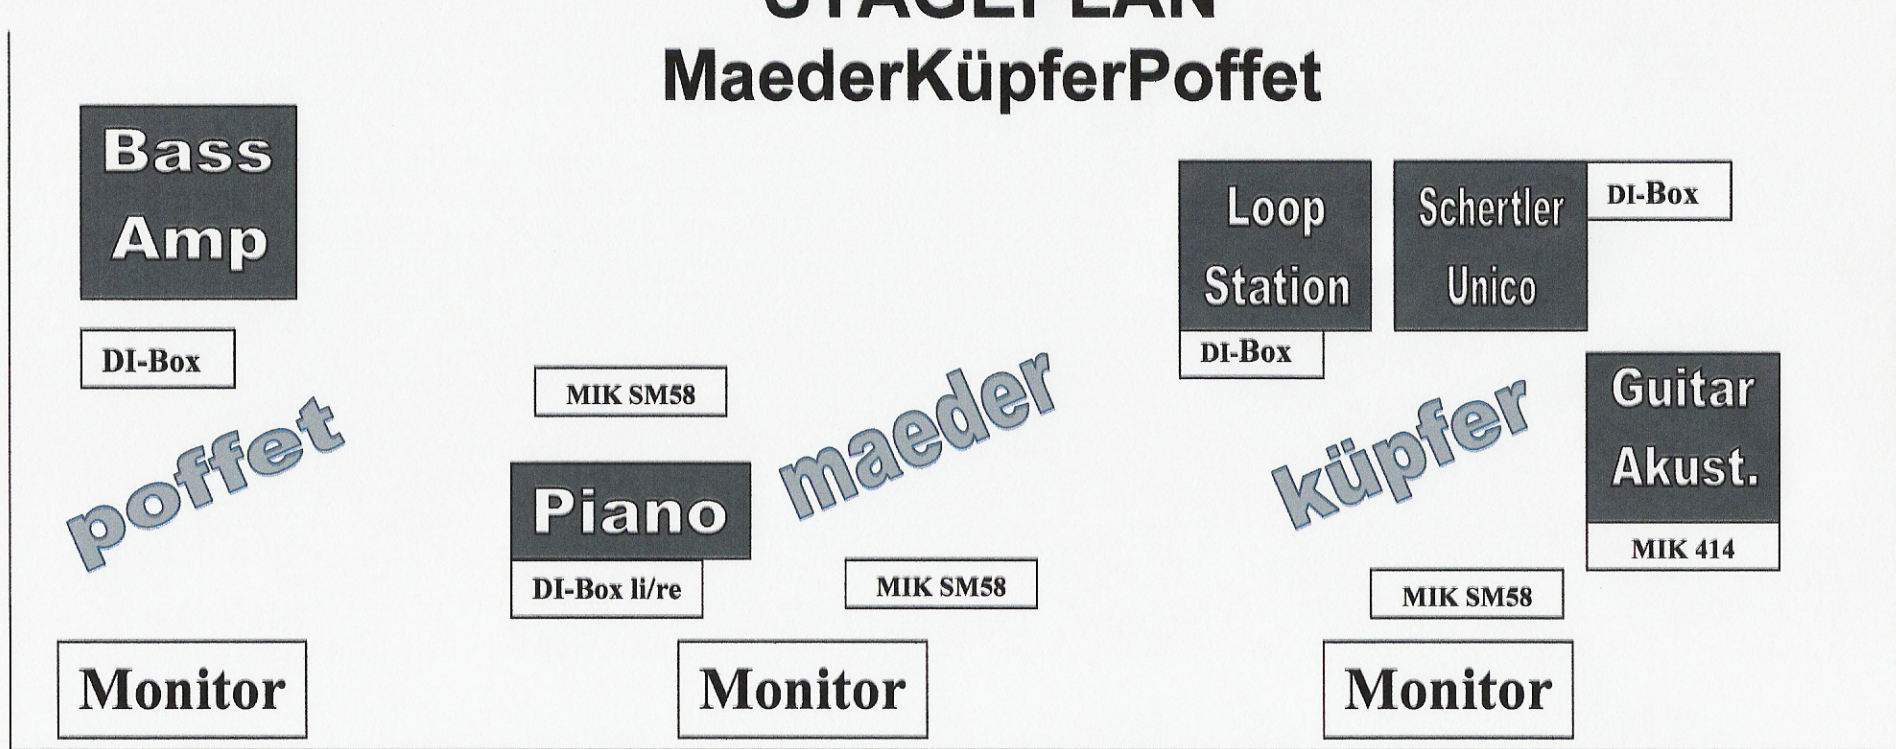 STAGEPLAN
MaederKüpferPoffet
Bass
Amp
DI-Box
poffet
MIK SM58
Piano
DI-Box li/re
maeder
MIK SM58
Loop
Station
DI-Box
Schertler
Unico
DI-Box
küpfer
Guitar
Akust.
MIK 414
MIK SM58
Monitor
Monitor
Monitor